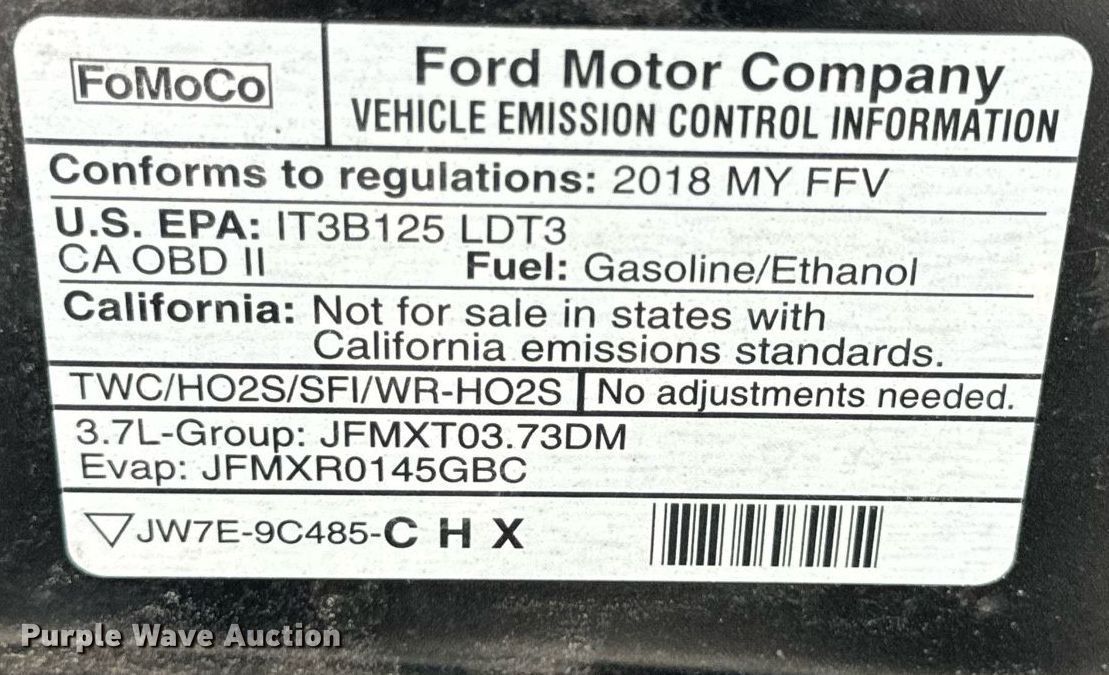 FoMoCo
Ford Motor Company
VEHICLE EMISSION CONTROL INFORMATION
Conforms to regulations: 2018 MY FFV
U.S. EPA: IT3B125 LDT3
CA OBD II Fuel: Gasoline/Ethanol
California: Not for sale in states with
California emissions standards.
TWC/HO2S/SFI/WR-HO2S No adjustments needed.
3.7L-Group: JFMXT03.73DM
Evap: JFMXR0145GBC
JW7E-9C485-C H X
Purple Wave Auction